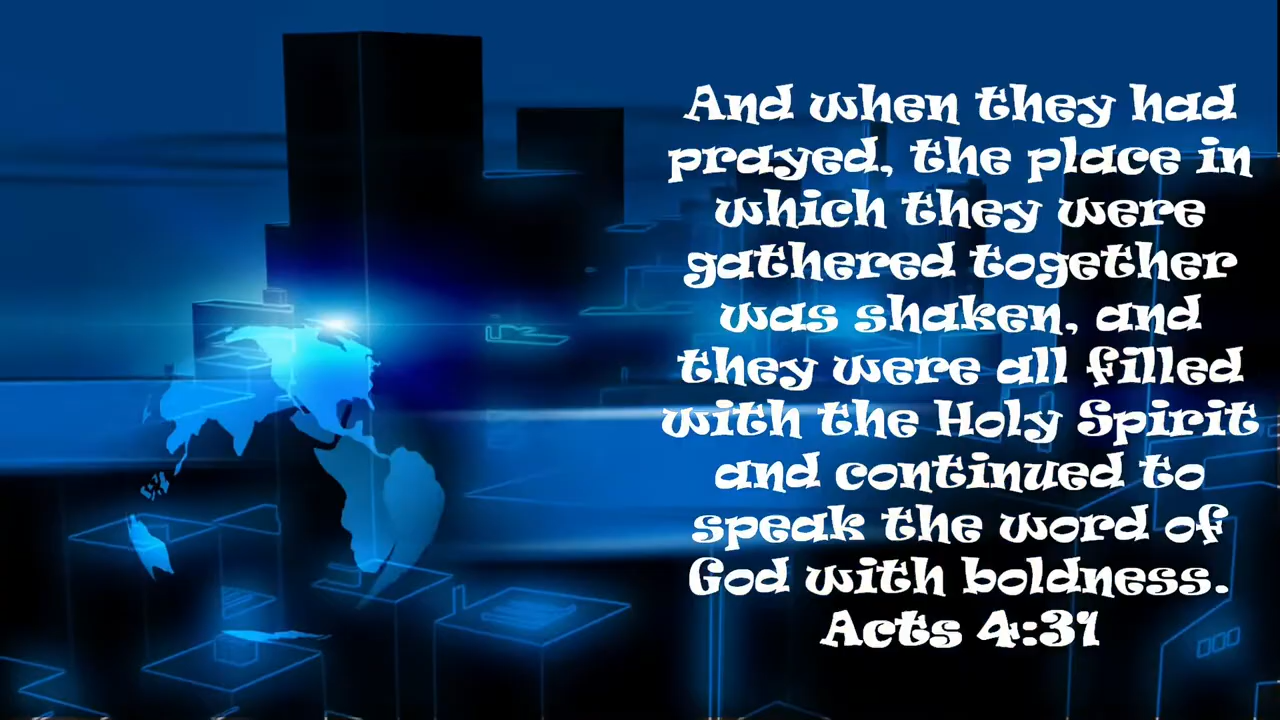 And when they had
prayed, the place in
which they were
gathered together
was shaken, and
they were all filled
with the Holy Spirit
and continued to
speak the word of
God with boldness.
Acts 4:31